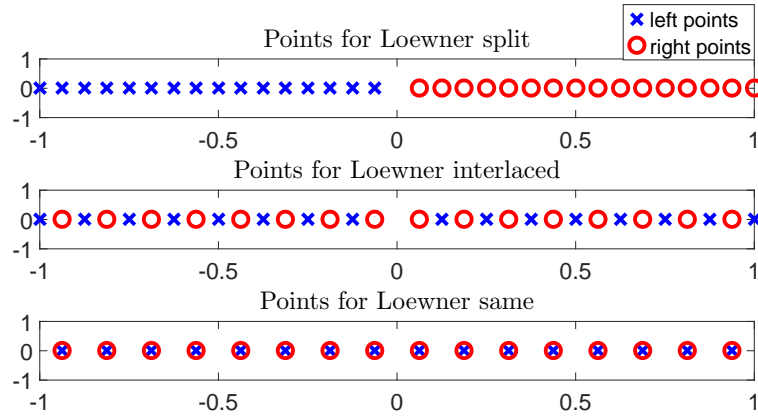 left points
right points
Points for Loewner split
1
0
-1
-1 -0.5 0 0.5 1
Points for Loewner interlaced
1
0
-1
-1 -0.5 0 0.5 1
Points for Loewner same
1
0
-1
-1 -0.5 0 0.5 1